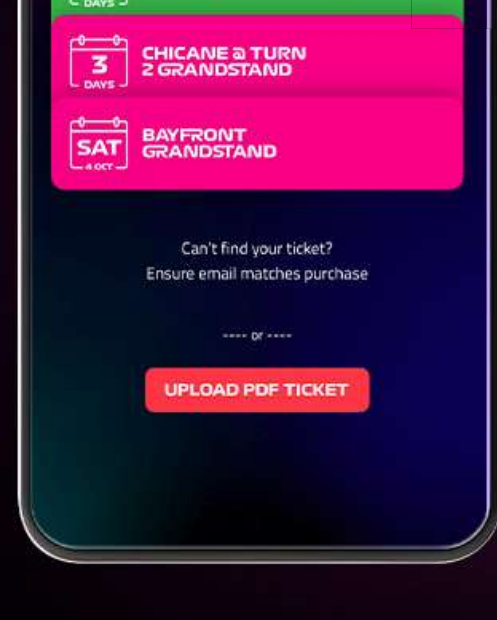 DAYS
3
DAYS
CHICANE @ TURN
2 GRANDSTAND
SAT
4 OCT
BAYFRONT
GRANDSTAND
Can't find your ticket?
Ensure email matches purchase
---- or ----
UPLOAD PDF TICKET